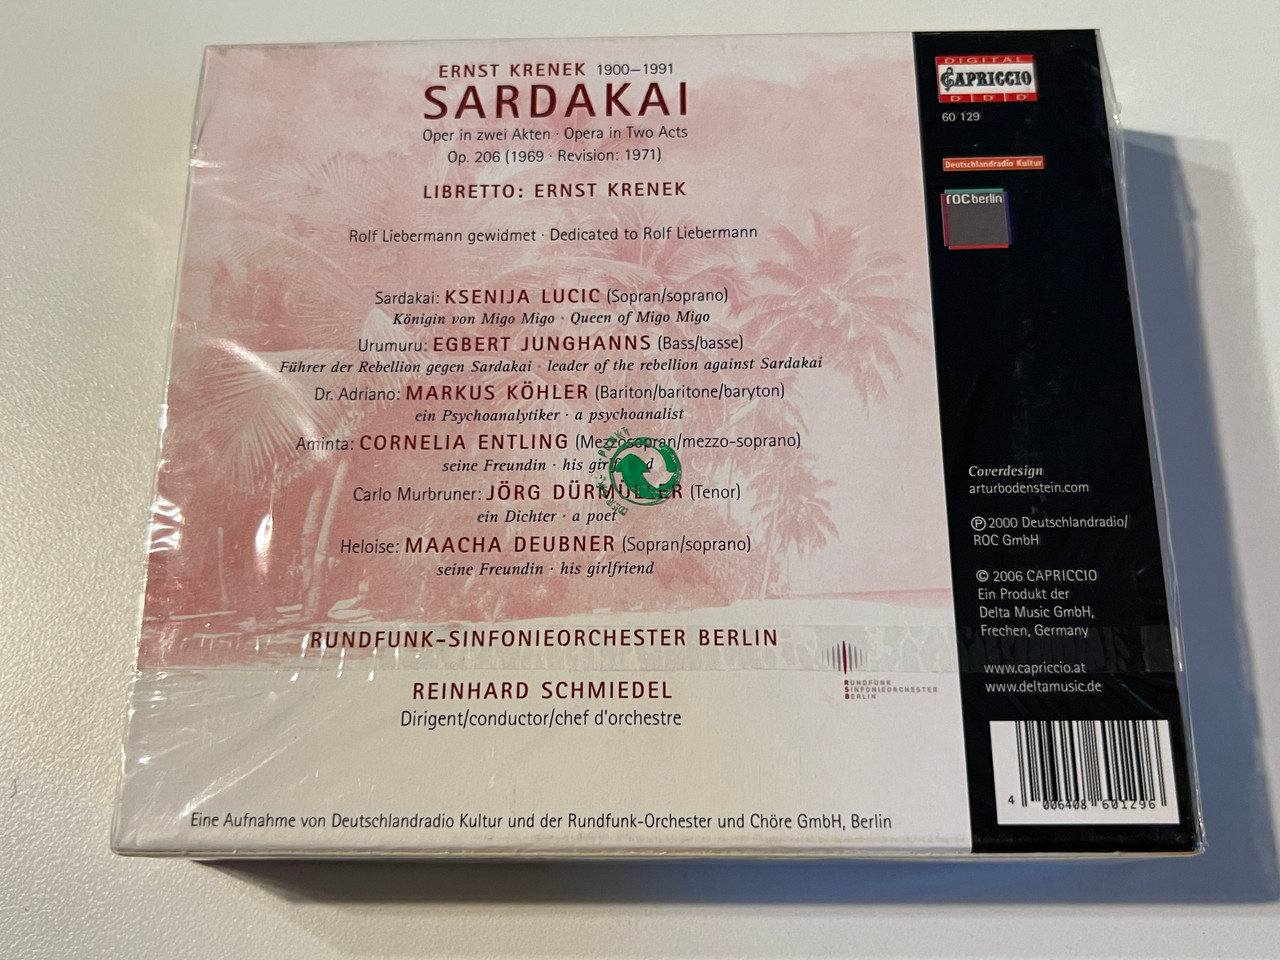 ERNST KRENEK 1900–1991
SARDAKAI
Oper in zwei Akten · Opera in Two Acts
Op. 206 (1969 · Revision: 1971)
LIBRETTO: ERNST KRENEK
Rolf Liebermann gewidmet · Dedicated to Rolf Liebermann
Sardakai: KSENIJA LUCIC (Sopran/soprano)
Königin von Migo Migo · Queen of Migo Migo
Urumuru: EGBERT JUNGHANNS (Bass/basse)
Führer der Rebellion gegen Sardakai · leader of the rebellion against Sardakai
Dr. Adriano: MARKUS KÖHLER (Bariton/baritone/baryton)
ein Psychoanalytiker · a psychoanalist
Aminta: CORNELIA ENTLING (Mezzosopran/mezzo-soprano)
seine Freundin · his girlfriend
Carlo Murbruner: JÖRG DÜRMÜLLER (Tenor)
ein Dichter · a poet
Heloise: MAACHA DEUBNER (Sopran/soprano)
seine Freundin · his girlfriend
RUNDFUNK-SINFONIEORCHESTER BERLIN
RUNDFUNK
SINFONIEORCHESTER
BERLIN
REINHARD SCHMIEDEL
Dirigent/conductor/chef d'orchestre
Eine Aufnahme von Deutschlandradio Kultur und der Rundfunk-Orchester und Chöre GmbH, Berlin
DIGITAL
CAPRICCIO
D D D
60 129
Deutschlandradio Kultur
roc berlin
Coverdesign
arturbodenstein.com
℗ 2000 Deutschlandradio/
ROC GmbH
© 2006 CAPRICCIO
Ein Produkt der
Delta Music GmbH,
Frechen, Germany
www.capriccio.at
www.deltamusic.de
4 006408 601296